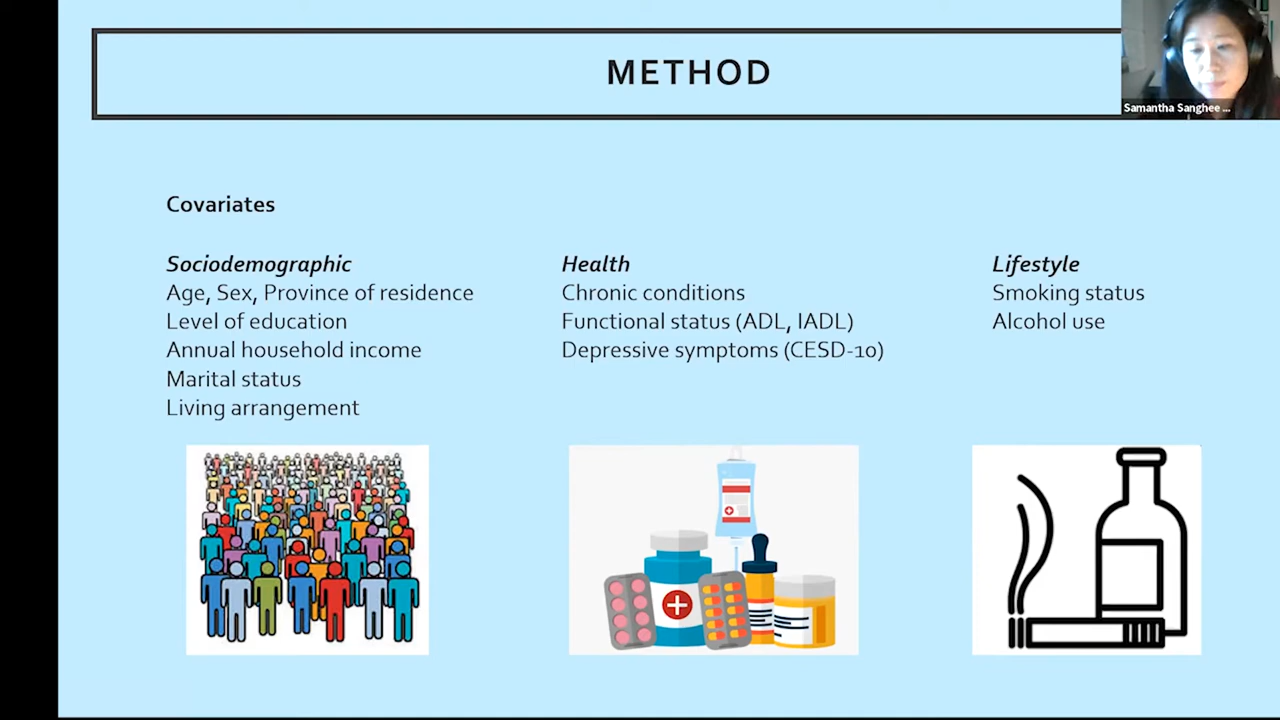 METHOD
Samantha Sanghee ...
Covariates
Sociodemographic
Age, Sex, Province of residence
Level of education
Annual household income
Marital status
Living arrangement
Health
Chronic conditions
Functional status (ADL, IADL)
Depressive symptoms (CESD-10)
Lifestyle
Smoking status
Alcohol use